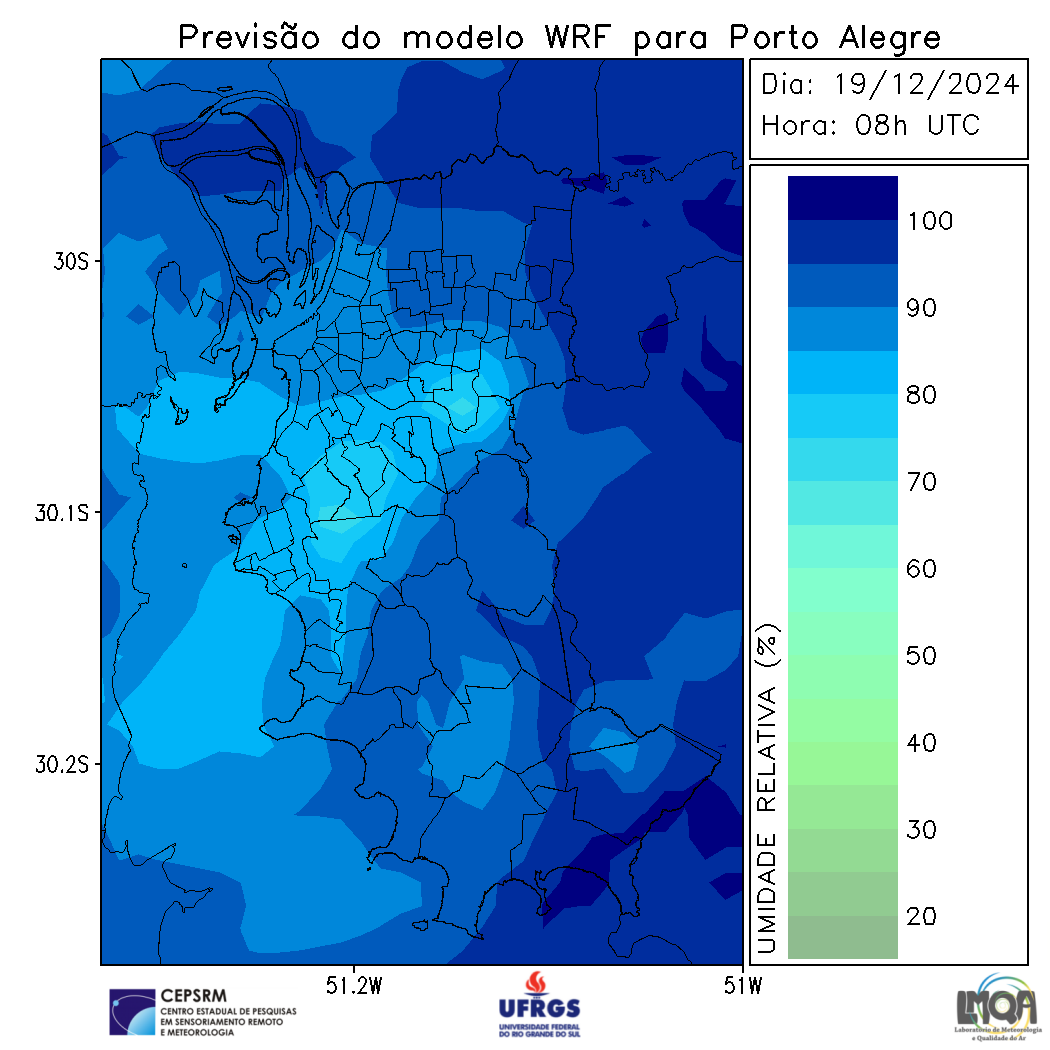 Previsão do modelo WRF para Porto Alegre
Dia: 19/12/2024
Hora: 08h UTC
30S
30.1S
30.2S
51.2W
51W
UMIDADE RELATIVA (%)
100
90
80
70
60
50
40
30
20
CEPSRM
CENTRO ESTADUAL DE PESQUISAS
EM SENSORIAMENTO REMOTO
E METEOROLOGIA
UFRGS
UNIVERSIDADE FEDERAL
DO RIO GRANDE DO SUL
LMQA
Laboratório de Meteorologia
e Qualidade do Ar